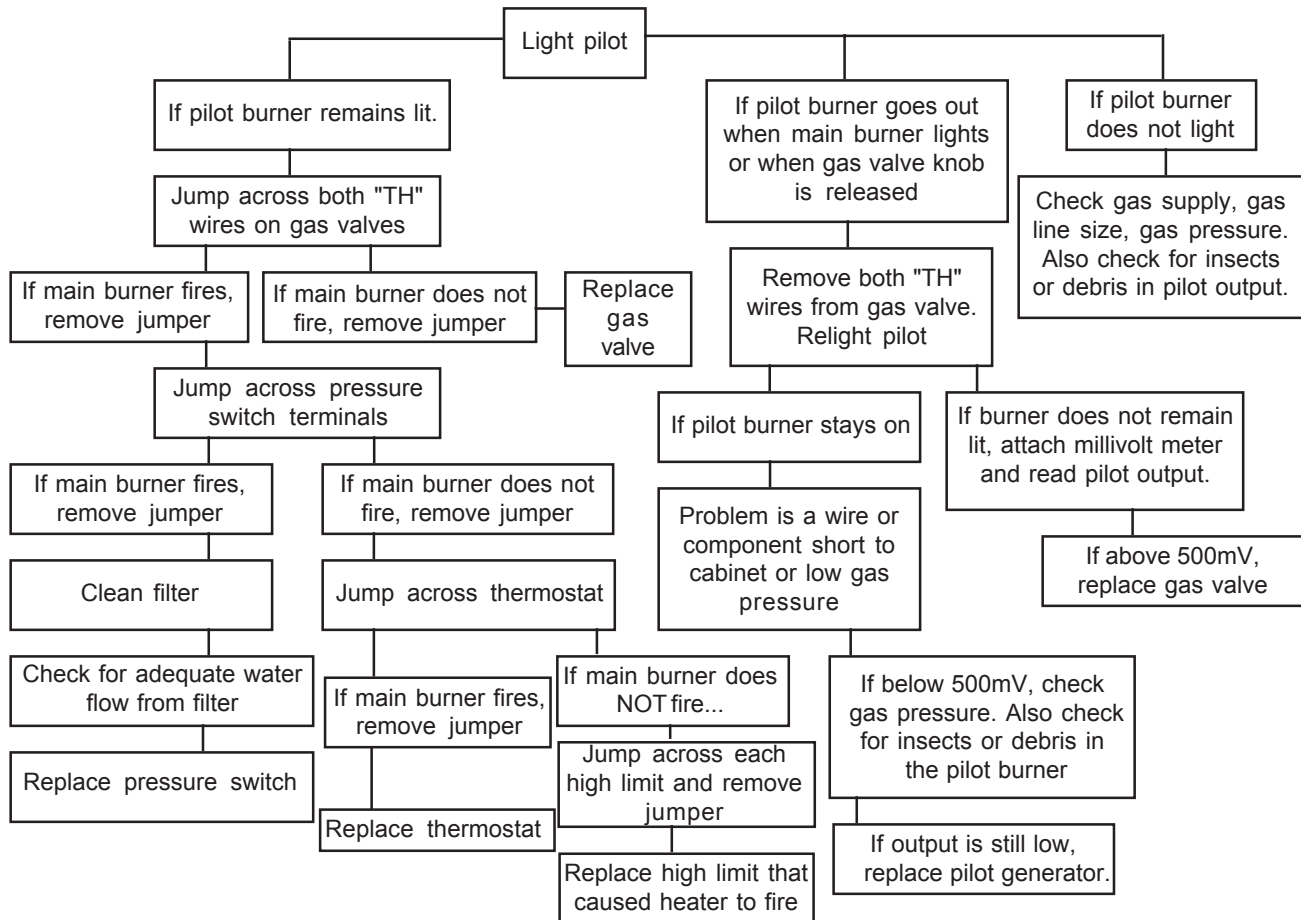 Light pilot
If pilot burner remains lit.
If pilot burner goes out
when main burner lights
or when gas valve knob
is released
If pilot burner
does not light
Jump across both "TH"
wires on gas valves
Check gas supply, gas
line size, gas pressure.
Also check for insects
or debris in pilot output.
If main burner fires,
remove jumper
If main burner does not
fire, remove jumper
Replace
gas
valve
Remove both "TH"
wires from gas valve.
Relight pilot
Jump across pressure
switch terminals
If pilot burner stays on
If burner does not remain
lit, attach millivolt meter
and read pilot output.
If main burner fires,
remove jumper
If main burner does not
fire, remove jumper
Problem is a wire or
component short to
cabinet or low gas
pressure
If above 500mV,
replace gas valve
Clean filter
Jump across thermostat
Check for adequate water
flow from filter
If main burner fires,
remove jumper
If main burner does
NOT fire...
If below 500mV, check
gas pressure. Also check
for insects or debris in
the pilot burner
Replace pressure switch
Jump across each
high limit and remove
jumper
Replace thermostat
If output is still low,
replace pilot generator.
Replace high limit that
caused heater to fire